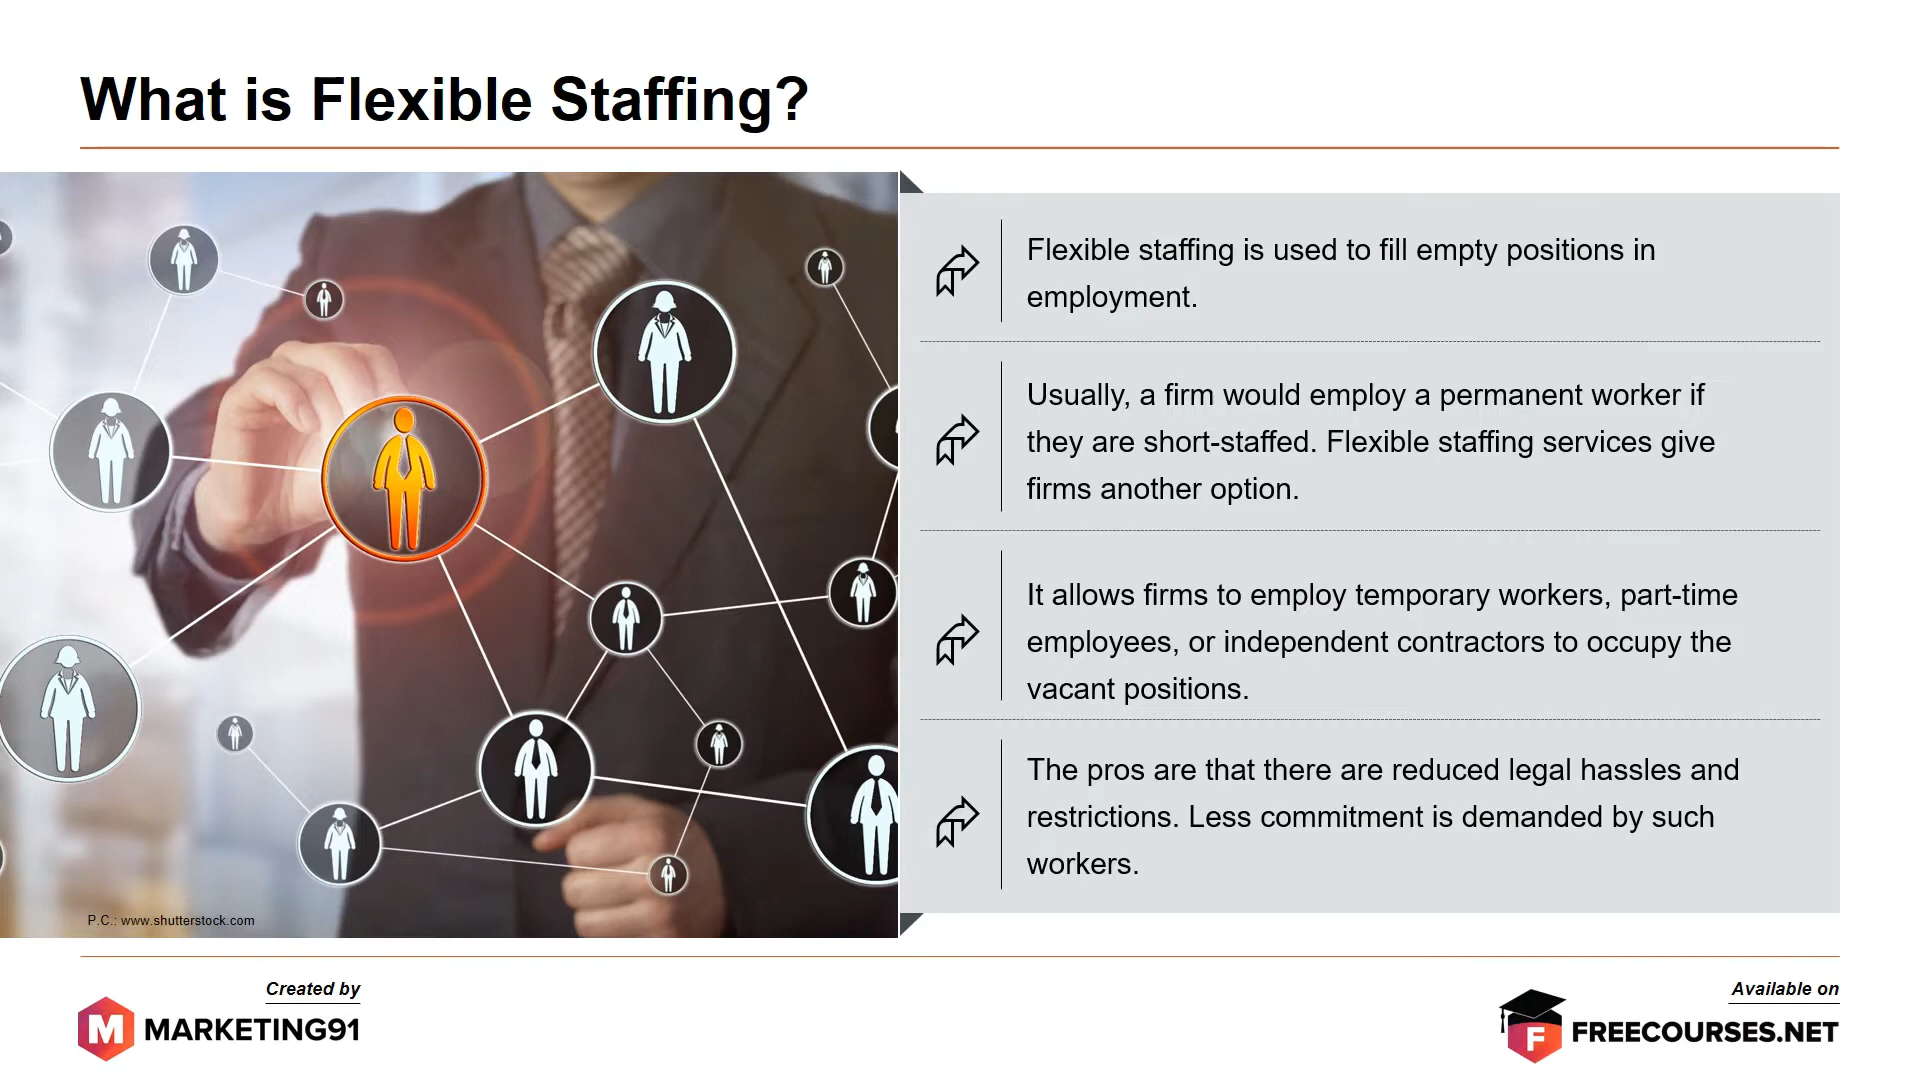 What is Flexible Staffing?
Flexible staffing is used to fill empty positions in
employment.
Usually, a firm would employ a permanent worker if
they are short-staffed. Flexible staffing services give
firms another option.
It allows firms to employ temporary workers, part-time
employees, or independent contractors to occupy the
vacant positions.
The pros are that there are reduced legal hassles and
restrictions. Less commitment is demanded by such
workers.
P.C.: www.shutterstock.com
Created by
M MARKETING91
Available on
F FREECOURSES.NET